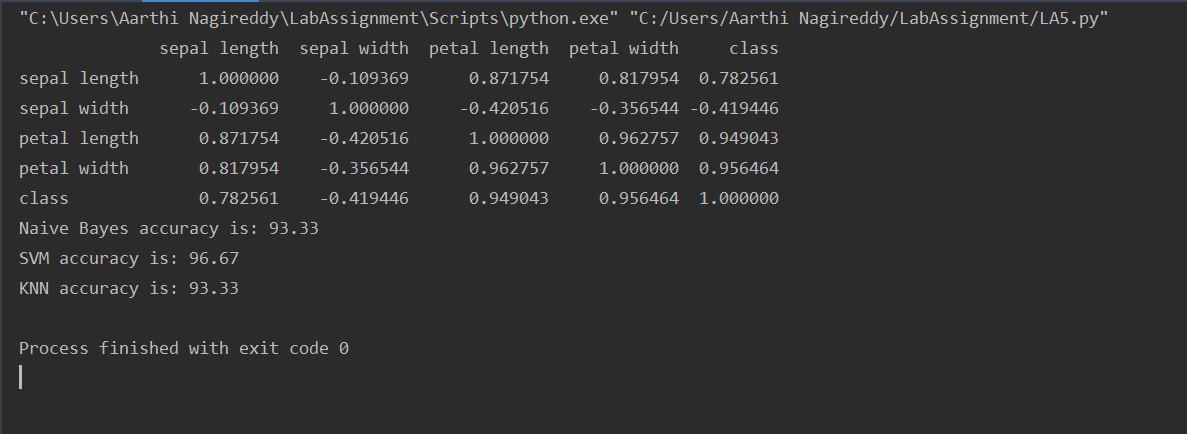 "C:\Users\Aarthi Nagireddy\LabAssignment\Scripts\python.exe" "C:/Users/Aarthi Nagireddy/LabAssignment/LA5.py"
              sepal length  sepal width  petal length  petal width     class
sepal length      1.000000    -0.109369      0.871754     0.817954  0.782561
sepal width      -0.109369     1.000000     -0.420516    -0.356544 -0.419446
petal length      0.871754    -0.420516      1.000000     0.962757  0.949043
petal width       0.817954    -0.356544      0.962757     1.000000  0.956464
class             0.782561    -0.419446      0.949043     0.956464  1.000000
Naive Bayes accuracy is: 93.33
SVM accuracy is: 96.67
KNN accuracy is: 93.33
Process finished with exit code 0